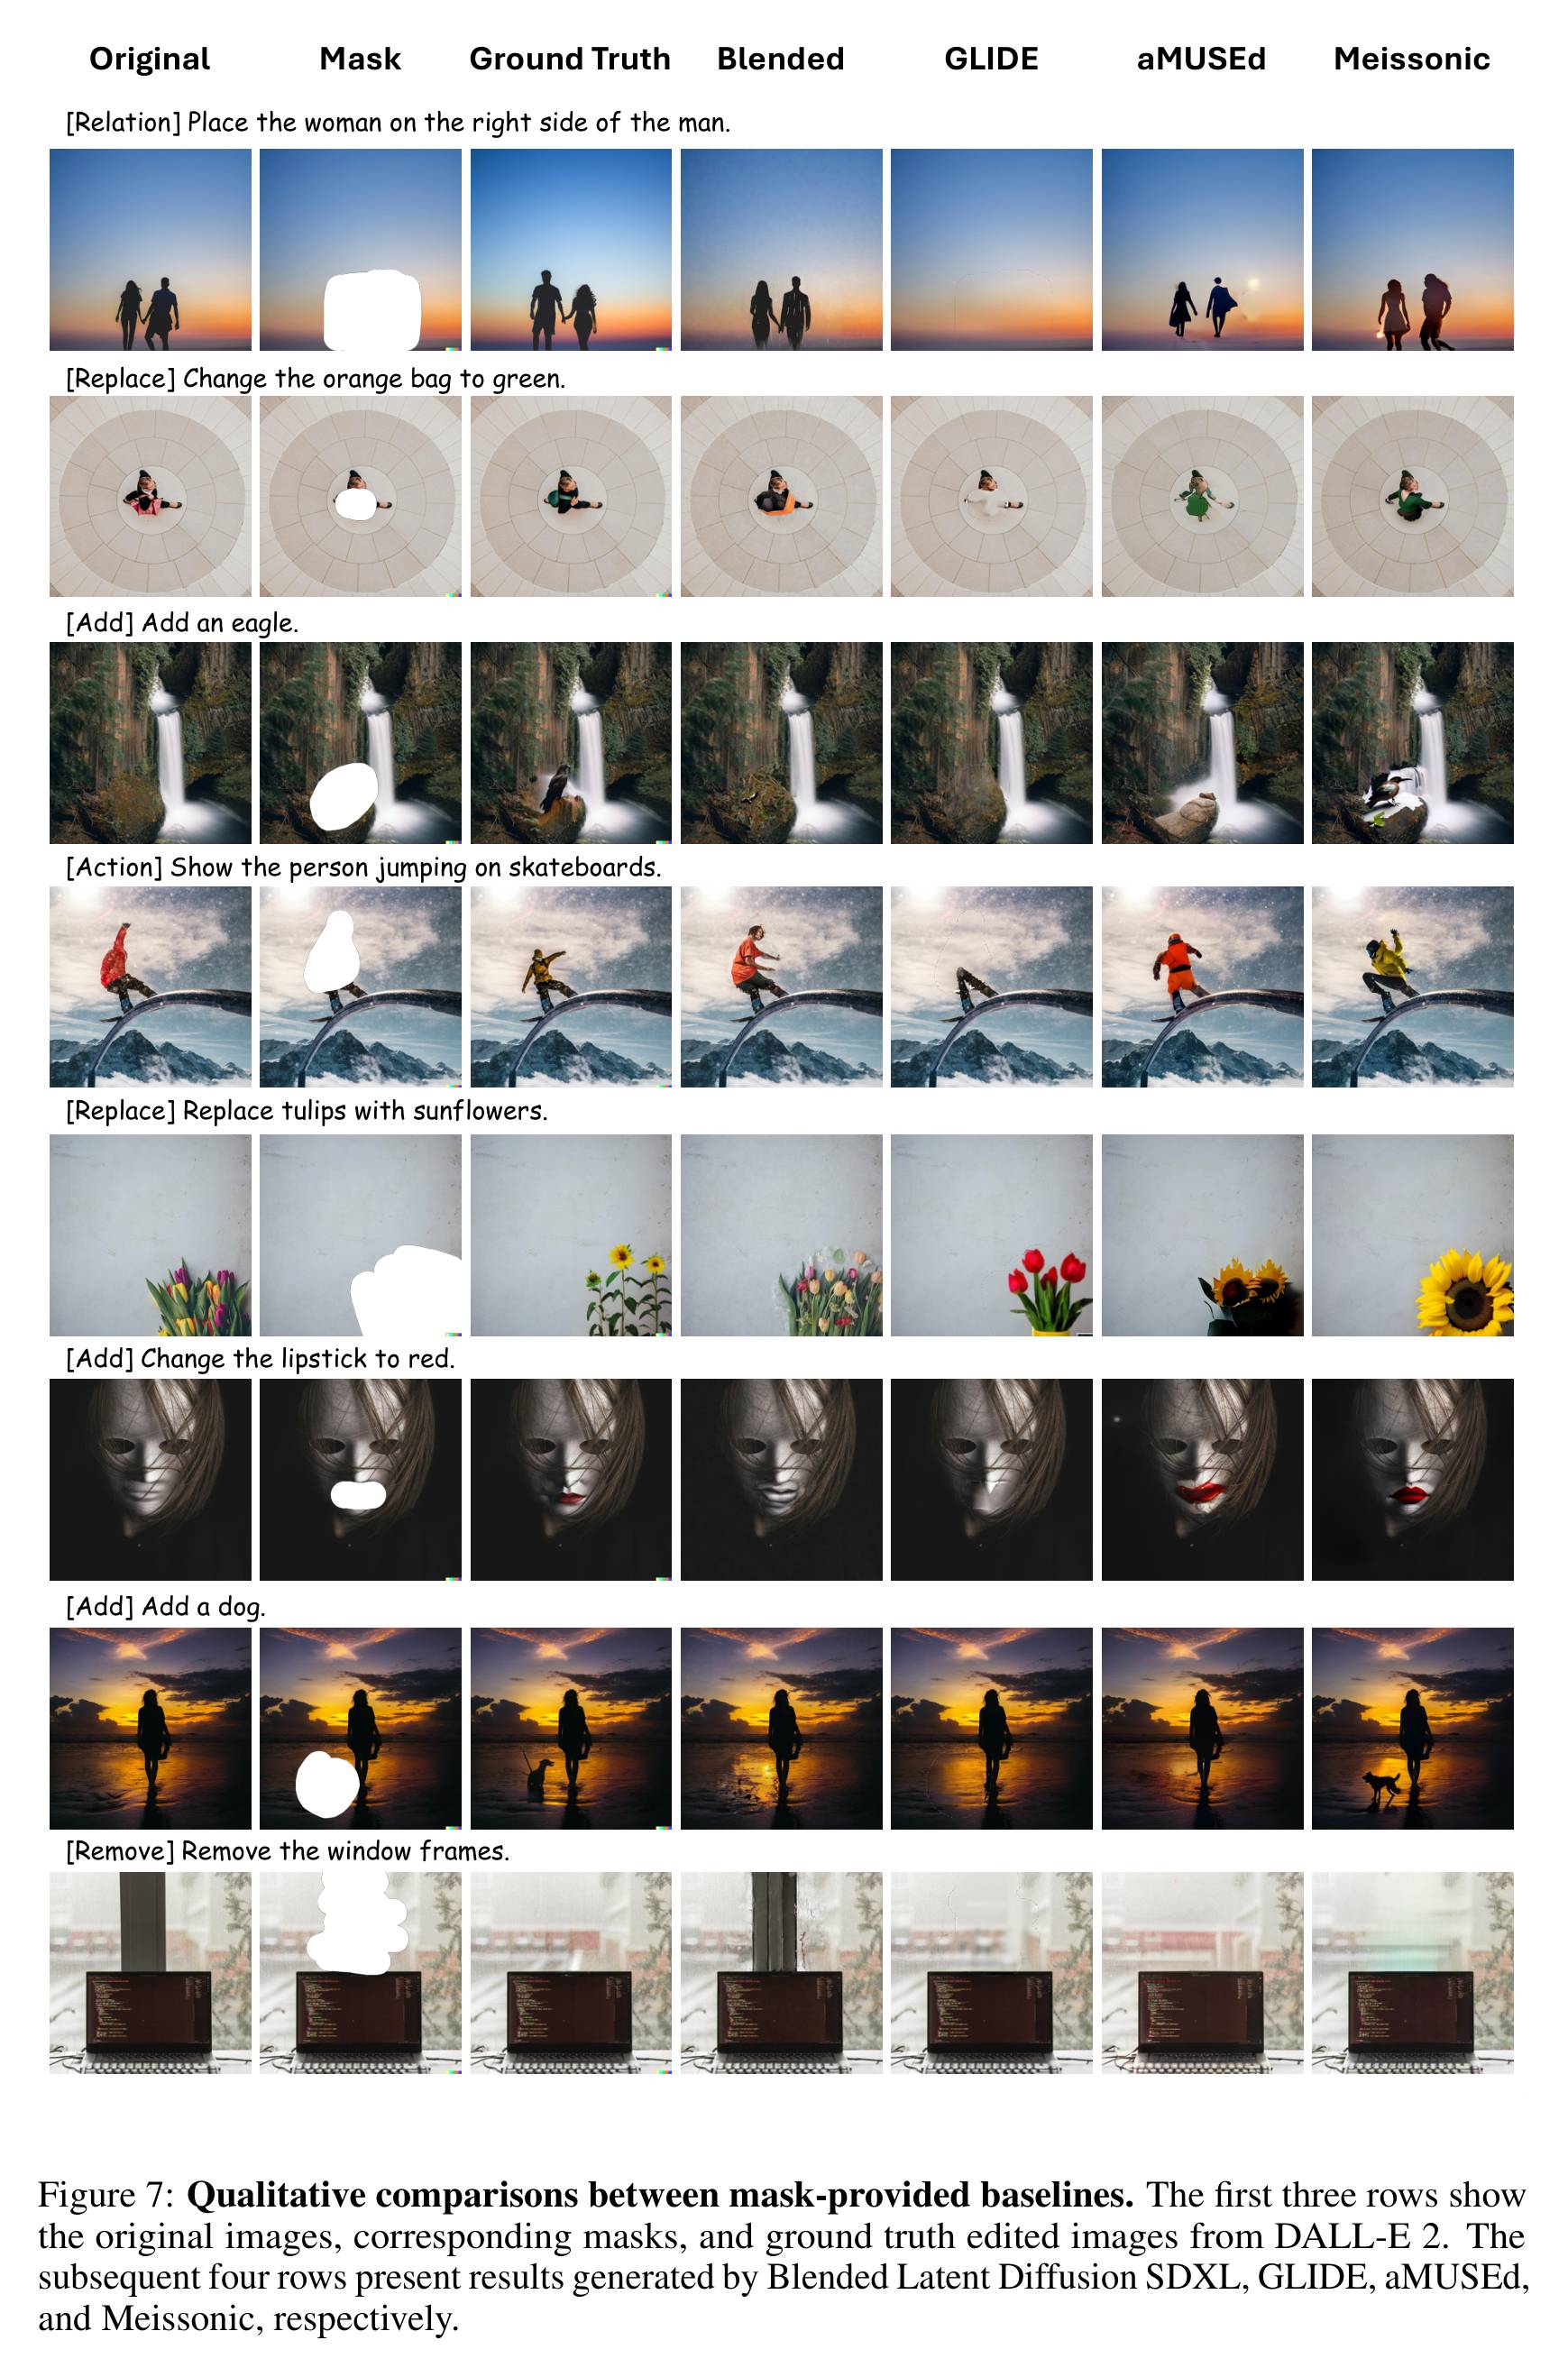 Original Mask Ground Truth Blended GLIDE aMUSEd Meissonic
[Relation] Place the woman on the right side of the man.
[Replace] Change the orange bag to green.
[Add] Add an eagle.
[Action] Show the person jumping on skateboards.
[Replace] Replace tulips with sunflowers.
[Add] Change the lipstick to red.
[Add] Add a dog.
[Remove] Remove the window frames.
Figure 7: Qualitative comparisons between mask-provided baselines. The first three rows show
the original images, corresponding masks, and ground truth edited images from DALL-E 2. The
subsequent four rows present results generated by Blended Latent Diffusion SDXL, GLIDE, aMUSEd,
and Meissonic, respectively.